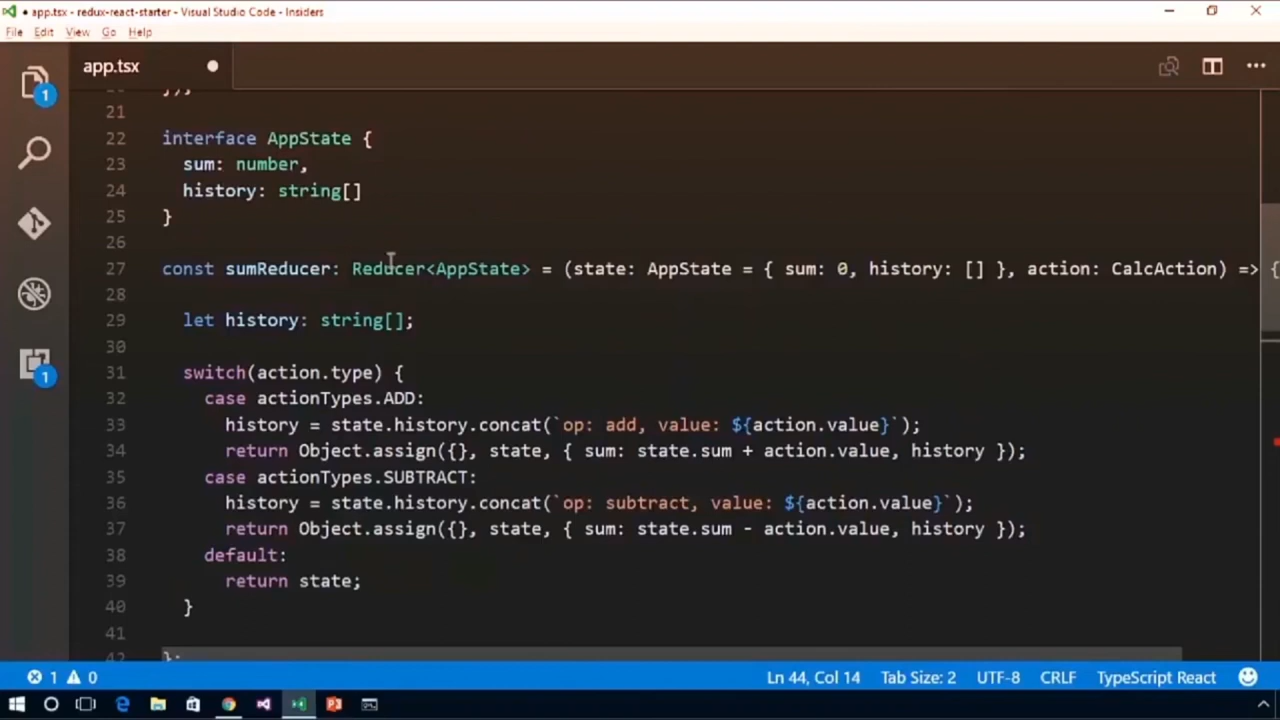 app.tsx - redux-react-starter - Visual Studio Code - Insiders
File Edit View Go Help
app.tsx
1
1
21
22 interface AppState {
23 sum: number,
24 history: string[]
25 }
26
27 const sumReducer: Reducer<AppState> = (state: AppState = { sum: 0, history: [] }, action: CalcAction) => {
28
29 let history: string[];
30
31 switch(action.type) {
32 case actionTypes.ADD:
33 history = state.history.concat(`op: add, value: ${action.value}`);
34 return Object.assign({}, state, { sum: state.sum + action.value, history });
35 case actionTypes.SUBTRACT:
36 history = state.history.concat(`op: subtract, value: ${action.value}`);
37 return Object.assign({}, state, { sum: state.sum - action.value, history });
38 default:
39 return state;
40 }
41
42 };
1 0 Ln 44, Col 14 Tab Size: 2 UTF-8 CRLF TypeScript React